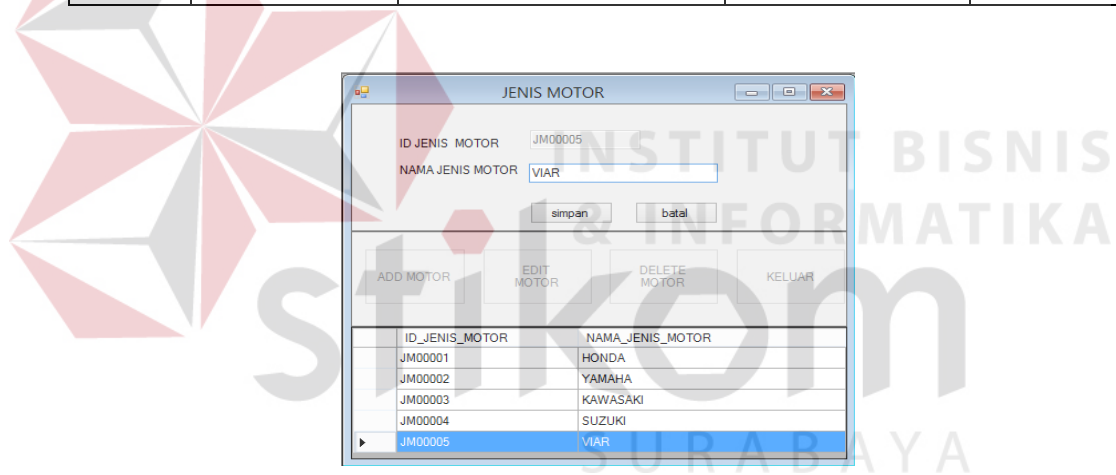 JENIS MOTOR
ID JENIS MOTOR JM00005
NAMA JENIS MOTOR VIAR
simpan batal
ADD MOTOR EDIT MOTOR DELETE MOTOR KELUAR
ID_JENIS_MOTOR NAMA_JENIS_MOTOR
JM00001 HONDA
JM00002 YAMAHA
JM00003 KAWASAKI
JM00004 SUZUKI
JM00005 VIAR
INSTITUT BISNIS
& INFORMATIKA
stikom
SURABAYA